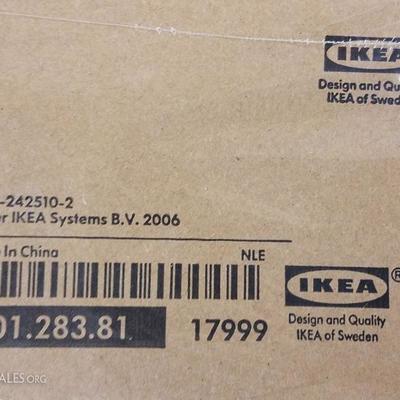 IKEA
Design and Qu
IKEA of Swed
-242510-2
r IKEA Systems B.V. 2006
In China
NLE
01.283.81
17999
IKEA®
Design and Quality
IKEA of Sweden
ALES.ORG